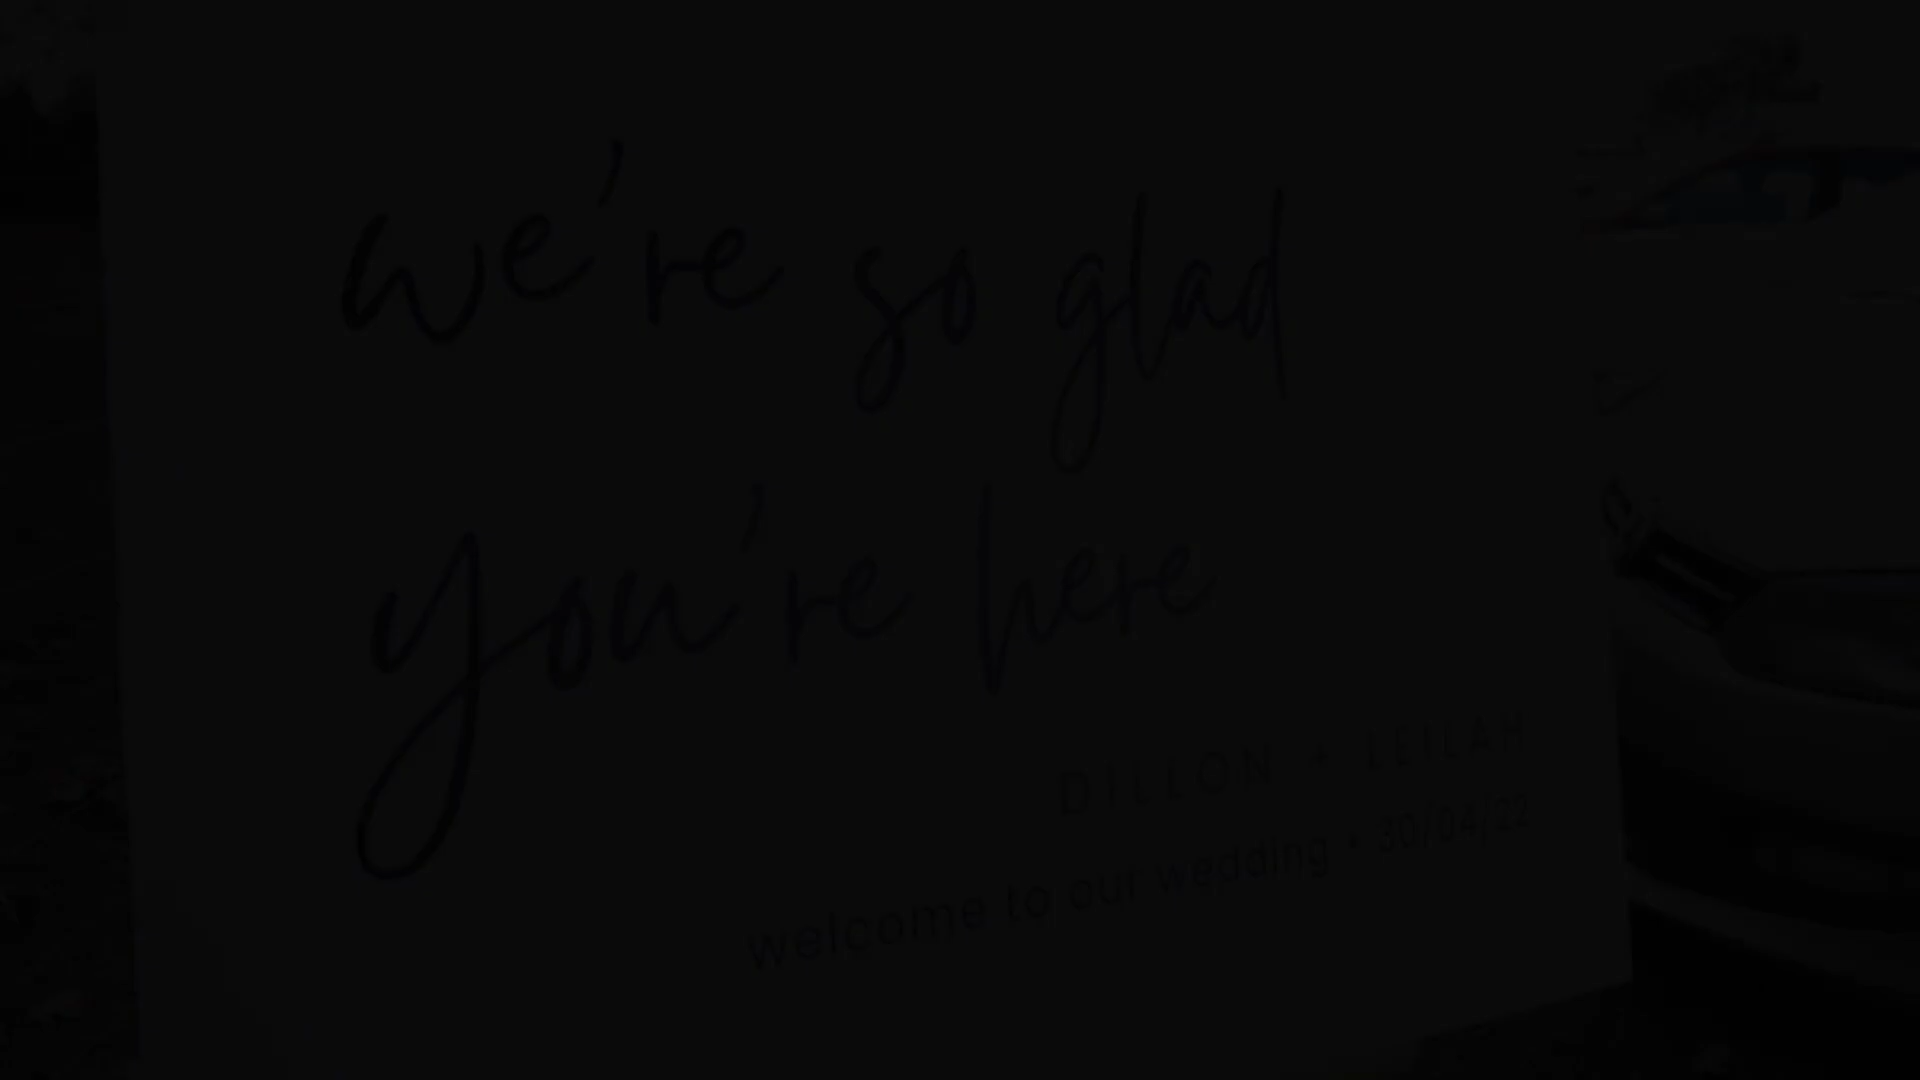 we're so glad
you're here
DILLON + LEILAH
welcome to our wedding • 30/04/22